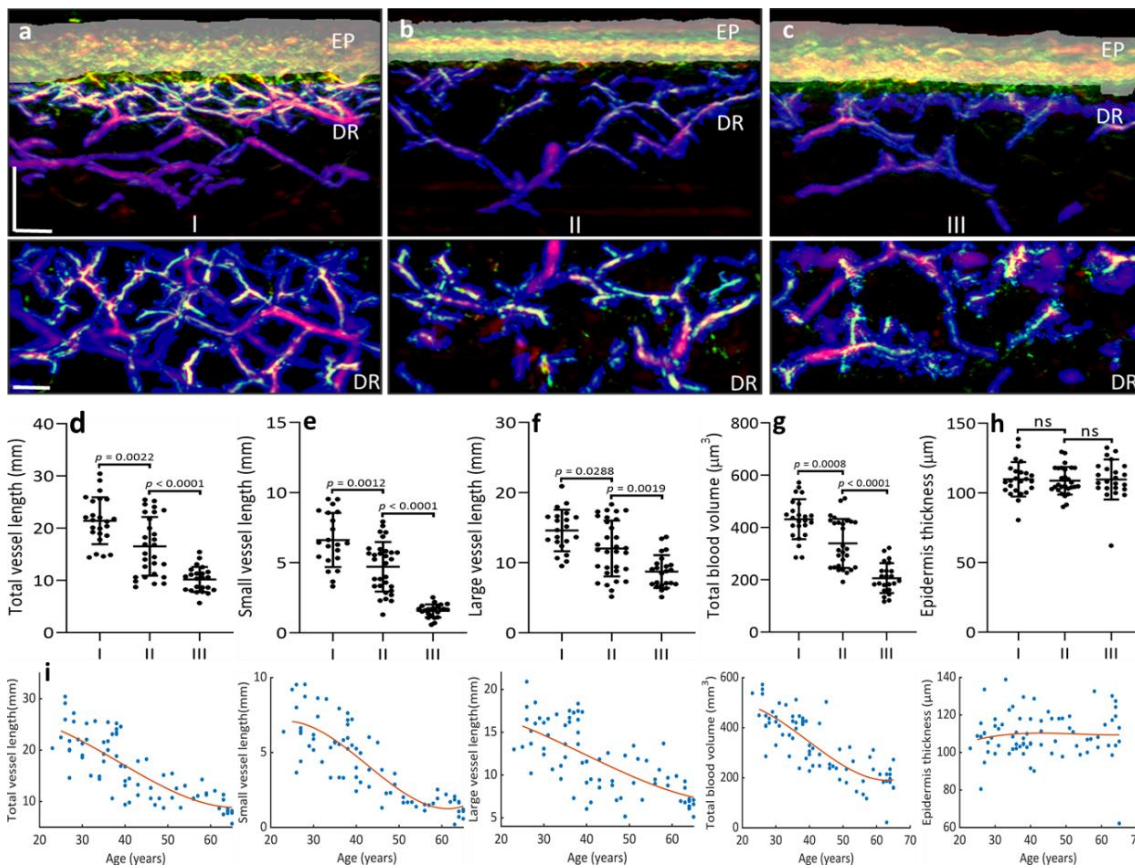 a
EP
DR
I
b
EP
DR
II
c
EP
DR
III
DR
DR
DR
d
Total vessel length (mm)
40
30
20
10
0
p = 0.0022
p < 0.0001
I II III
e
Small vessel length (mm)
15
10
5
0
p = 0.0012
p < 0.0001
I II III
f
Large vessel length (mm)
30
20
10
0
p = 0.0288
p = 0.0019
I II III
g
Total blood volume (µm³)
800
600
400
200
0
p = 0.0008
p < 0.0001
I II III
h
Epidermis thickness (µm)
150
100
50
0
ns
ns
I II III
i
Total vessel length (mm)
30
20
10
20 30 40 50 60
Age (years)
Small vessel length(mm)
10
5
0
20 30 40 50 60
Age (years)
Large vessel length(mm)
20
15
10
5
20 30 40 50 60
Age (years)
Total blood volume (mm³)
600
400
200
0
20 30 40 50 60 70
Age (years)
Epidermis thickness (µm)
140
120
100
80
60
20 30 40 50 60 70
Age (years)